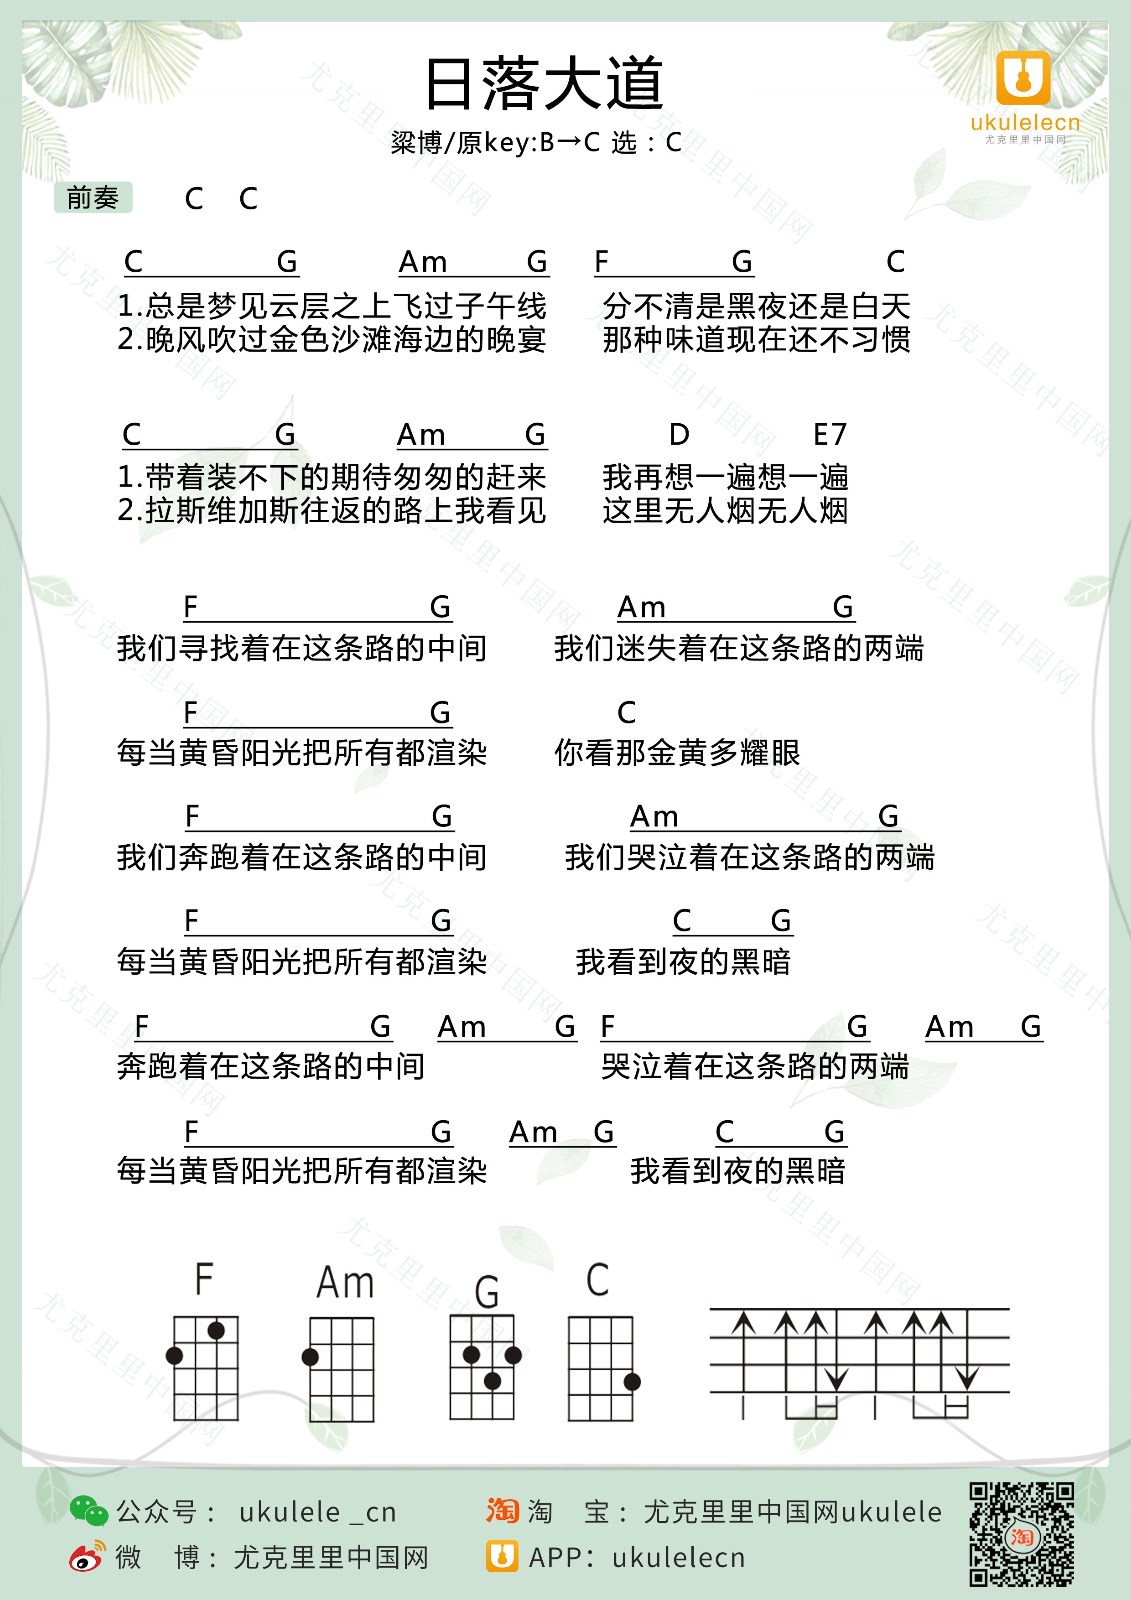 日落大道
梁博/原key:B→C 选：C
ukulelecn
尤克里里中国网
前奏 C C
C G Am G F G C
1.总是梦见云层之上飞过子午线 分不清是黑夜还是白天
2.晚风吹过金色沙滩海边的晚宴 那种味道现在还不习惯
C G Am G D E7
1.带着装不下的期待匆匆的赶来 我再想一遍想一遍
2.拉斯维加斯往返的路上我看见 这里无人烟无人烟
F G Am G
我们寻找着在这条路的中间 我们迷失着在这条路的两端
F G C
每当黄昏阳光把所有都渲染 你看那金黄多耀眼
F G Am G
我们奔跑着在这条路的中间 我们哭泣着在这条路的两端
F G C G
每当黄昏阳光把所有都渲染 我看到夜的黑暗
F G Am G F G Am G
奔跑着在这条路的中间 哭泣着在这条路的两端
F G Am G C G
每当黄昏阳光把所有都渲染 我看到夜的黑暗
F Am G C
公众号： ukulele _cn 淘 淘 宝：尤克里里中国网ukulele
微 博：尤克里里中国网 APP：ukulelecn
淘